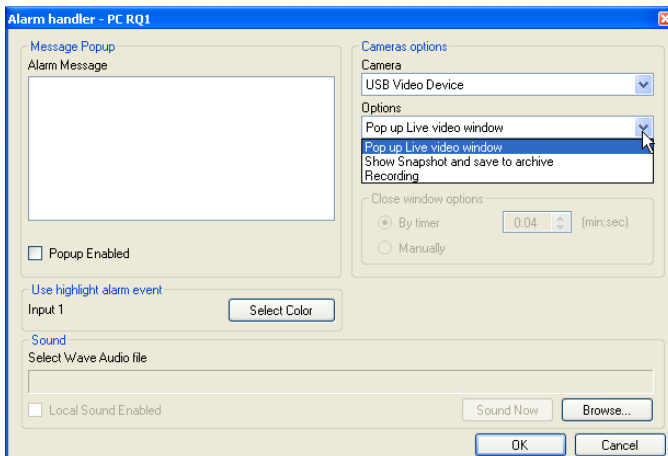 Alarm handler - PC RQ1
Message Popup
Alarm Message
Popup Enabled
Cameras options
Camera
USB Video Device
Options
Pop up Live video window
Pop up Live video window
Show Snapshot and save to archive
Recording
Close window options
By timer
0:04
(min:sec)
Manually
Use highlight alarm event
Input 1
Select Color
Sound
Select Wave Audio file
Local Sound Enabled
Sound Now
Browse...
OK
Cancel